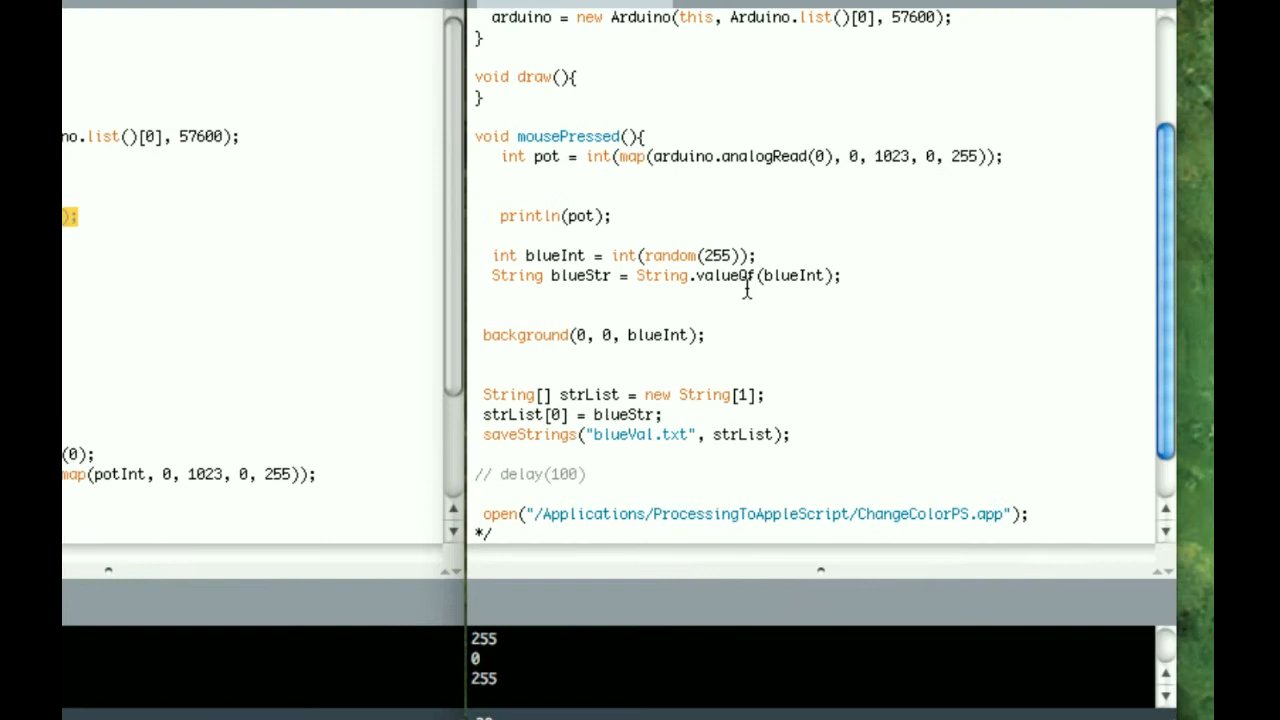 no.list()[0], 57600);
);
(0);
map(potInt, 0, 1023, 0, 255));
arduino = new Arduino(this, Arduino.list()[0], 57600);
}
void draw(){
}
void mousePressed(){
int pot = int(map(arduino.analogRead(0), 0, 1023, 0, 255));
println(pot);
int blueInt = int(random(255));
String blueStr = String.valueOf(blueInt);
background(0, 0, blueInt);
String[] strList = new String[1];
strList[0] = blueStr;
saveStrings("blueVal.txt", strList);
// delay(100)
open("/Applications/ProcessingToAppleScript/ChangeColorPS.app");
*/
255
0
255